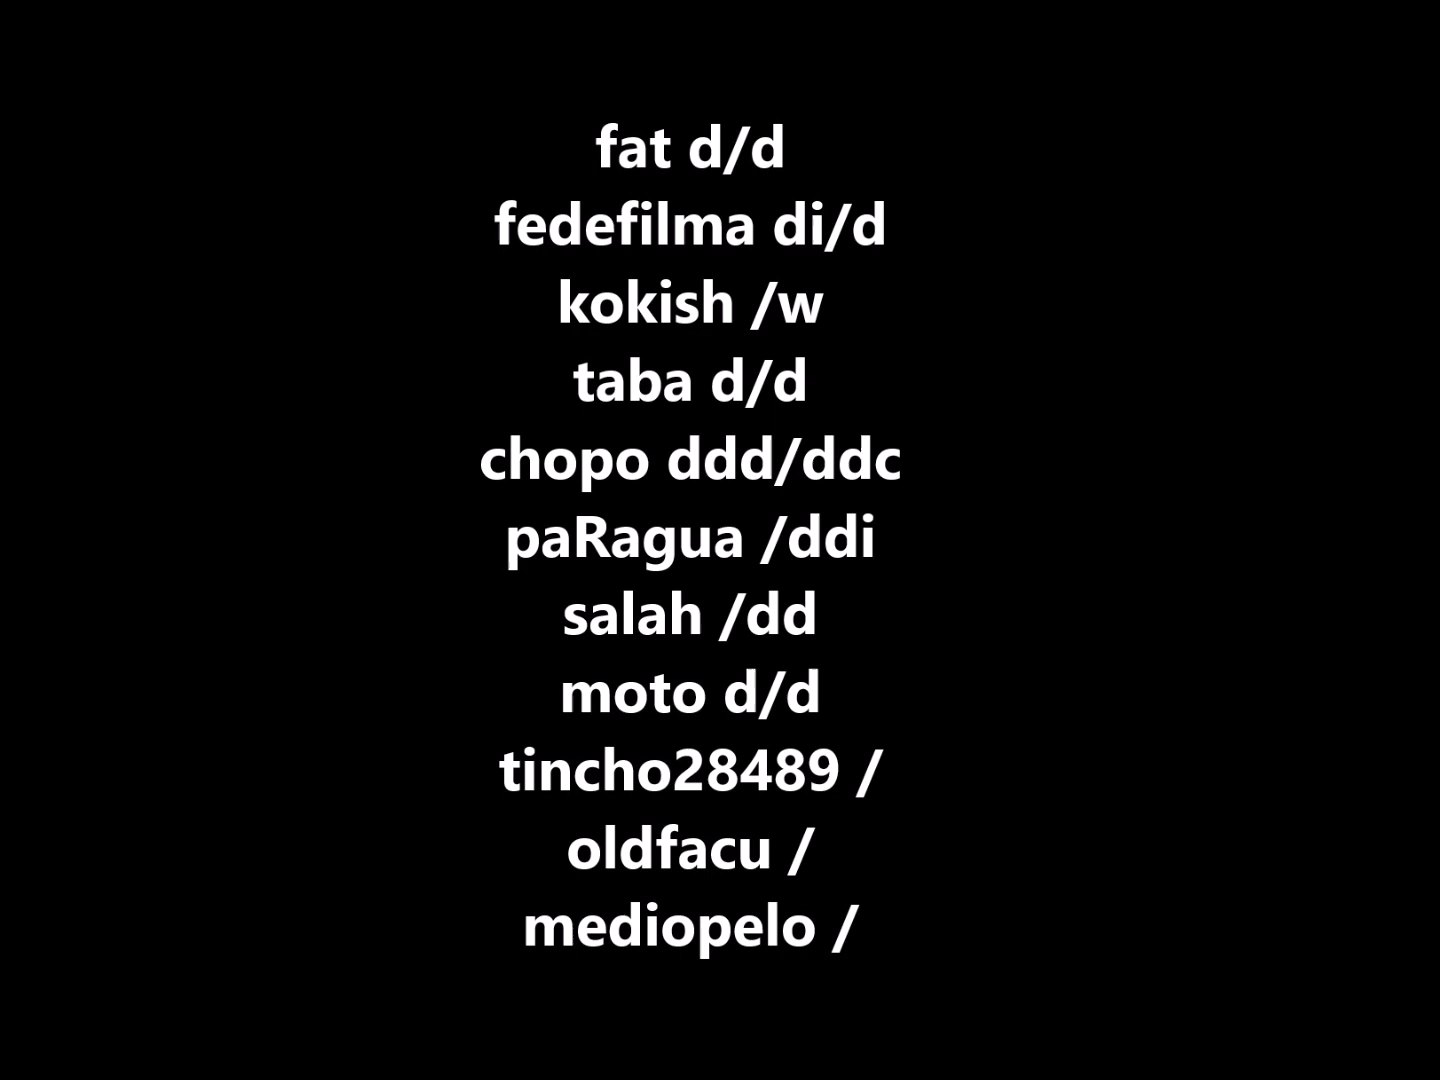 fat d/d
fedefilma di/d
kokish /w
taba d/d
chopo ddd/ddc
paRagua /ddi
salah /dd
moto d/d
tincho28489 /
oldfacu /
mediopelo /